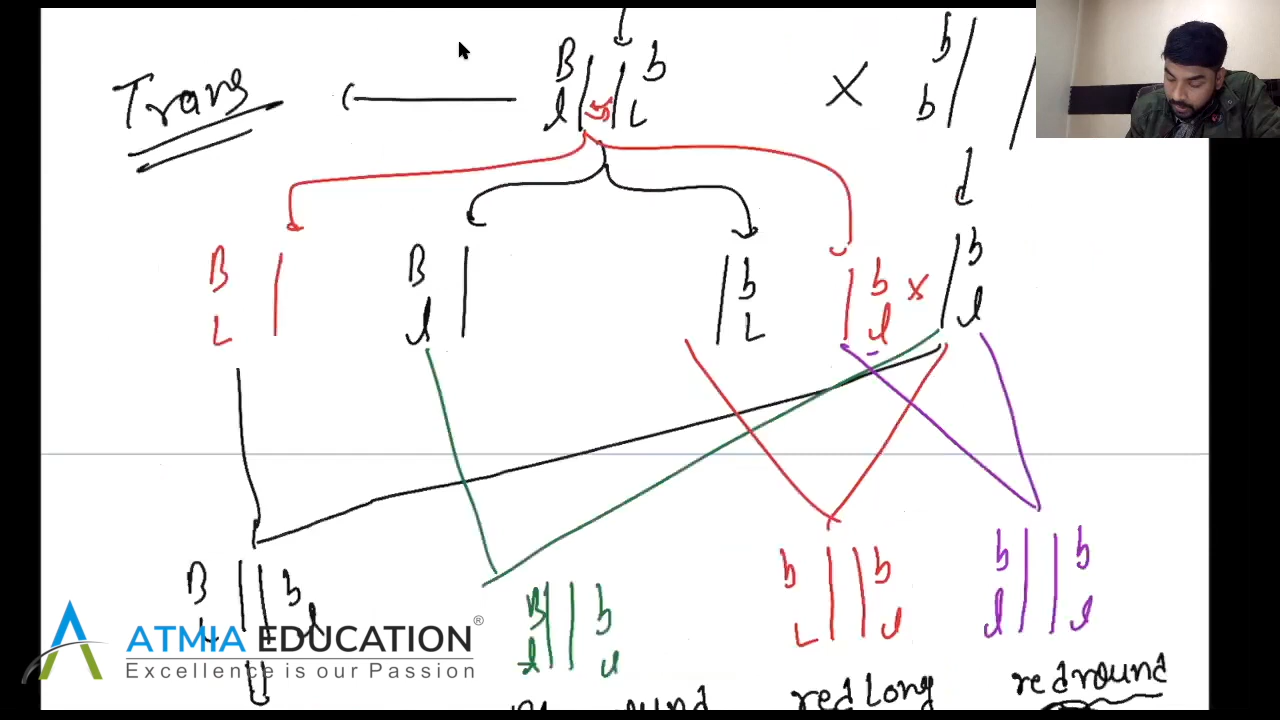 B b b
Trans X
l L b
B B b b x b
L l L l l
B b B b b b b b
l l l L l l l
ATMIA EDUCATION®
Excellence is our Passion
red Long red round